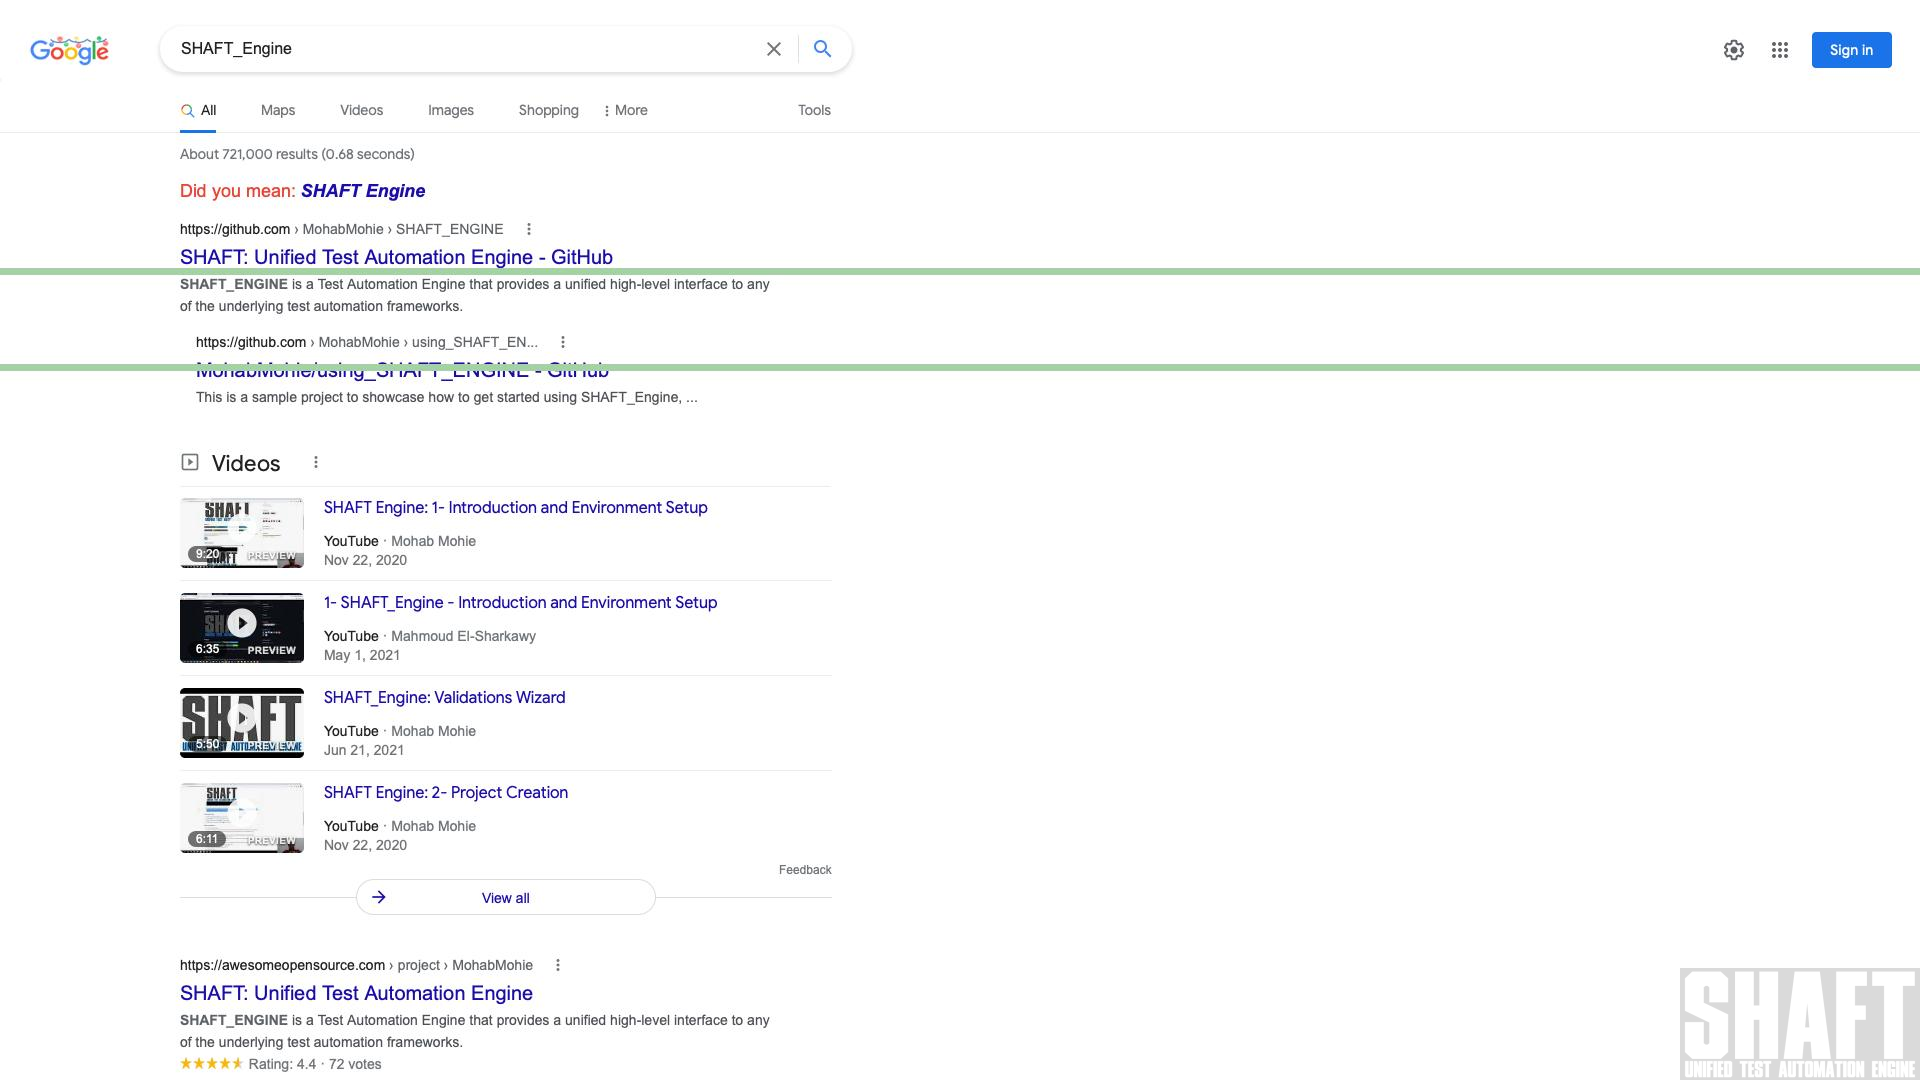 Google
SHAFT_Engine
Sign in
All
Maps
Videos
Images
Shopping
More
Tools
About 721,000 results (0.68 seconds)
Did you mean: SHAFT Engine
https://github.com › MohabMohie › SHAFT_ENGINE
SHAFT: Unified Test Automation Engine - GitHub
SHAFT_ENGINE is a Test Automation Engine that provides a unified high-level interface to any
of the underlying test automation frameworks.
https://github.com › MohabMohie › using_SHAFT_EN...
MohabMohie/using_SHAFT_ENGINE - GitHub
This is a sample project to showcase how to get started using SHAFT_Engine, ...
Videos
SHAFT
9:20
PREVIEW
SHAFT Engine: 1- Introduction and Environment Setup
YouTube · Mohab Mohie
Nov 22, 2020
6:35
PREVIEW
1- SHAFT_Engine - Introduction and Environment Setup
YouTube · Mahmoud El-Sharkawy
May 1, 2021
SHAFT
5:50
PREVIEW
SHAFT_Engine: Validations Wizard
YouTube · Mohab Mohie
Jun 21, 2021
SHAFT
6:11
PREVIEW
SHAFT Engine: 2- Project Creation
YouTube · Mohab Mohie
Nov 22, 2020
Feedback
View all
https://awesomeopensource.com › project › MohabMohie
SHAFT: Unified Test Automation Engine
SHAFT_ENGINE is a Test Automation Engine that provides a unified high-level interface to any
of the underlying test automation frameworks.
Rating: 4.4 · 72 votes
SHAFT
UNIFIED TEST AUTOMATION ENGINE